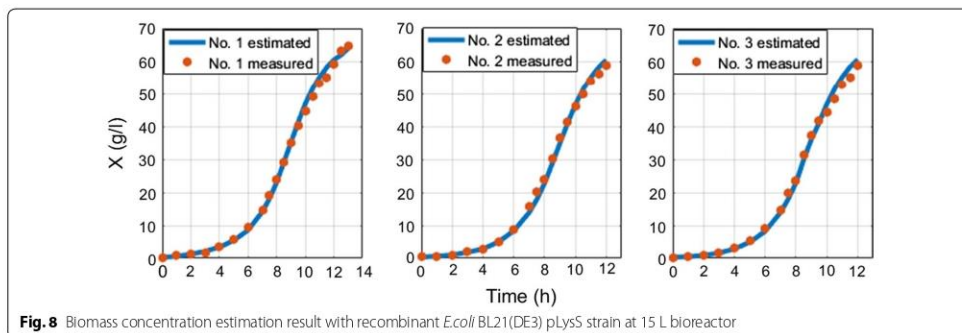 70
60
50
40
30
20
10
0
X (g/l)
No. 1 estimated
No. 1 measured
0 2 4 6 8 10 12 14
70
60
50
40
30
20
10
0
No. 2 estimated
No. 2 measured
0 2 4 6 8 10 12
70
60
50
40
30
20
10
0
No. 3 estimated
No. 3 measured
0 2 4 6 8 10 12
Time (h)
Fig. 8 Biomass concentration estimation result with recombinant E.coli BL21(DE3) pLysS strain at 15 L bioreactor